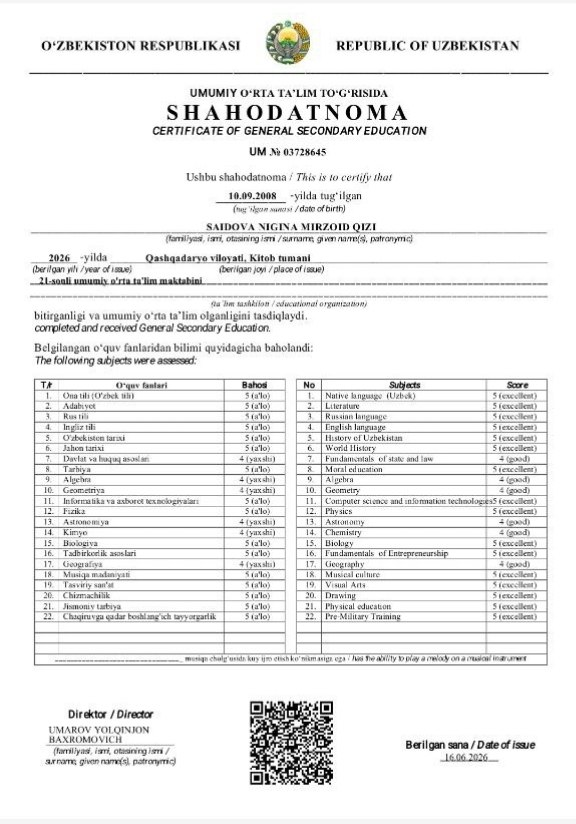 O‘ZBEKISTON RESPUBLIKASI
REPUBLIC OF UZBEKISTAN
UMUMIY O‘RTA TA’LIM TO‘G‘RISIDA
SHAHODATNOMA
CERTIFICATE OF GENERAL SECONDARY EDUCATION
UM № 03728645
Ushbu shahodatnoma / This is to certify that
10.09.2008 -yilda tug‘ilgan
(tug‘ilgan sanasi / date of birth)
SAIDOVA NIGINA MIRZOID QIZI
(familiyasi, ismi, otasining ismi / surname, given name(s), patronymic)
2026 -yilda Qashqadaryo viloyati, Kitob tumani
(berilgan yili / year of issue) (berilgan joyi / place of issue)
21-sonli umumiy o‘rta ta’lim maktabini
(ta’lim tashkiloti / educational organization)
bitirganligi va umumiy o‘rta ta’lim olganligini tasdiqlaydi.
completed and received General Secondary Education.
Belgilangan o‘quv fanlaridan bilimi quyidagicha baholandi:
The following subjects were assessed:
T/r O‘quv fanlari Bahosi
1. Ona tili (O‘zbek tili) 5 (a’lo)
2. Adabiyot 5 (a’lo)
3. Rus tili 5 (a’lo)
4. Ingliz tili 5 (a’lo)
5. O‘zbekiston tarixi 5 (a’lo)
6. Jahon tarixi 5 (a’lo)
7. Davlat va huquq asoslari 4 (yaxshi)
8. Tarbiya 5 (a’lo)
9. Algebra 4 (yaxshi)
10. Geometriya 4 (yaxshi)
11. Informatika va axborot texnologiyalari 5 (a’lo)
12. Fizika 5 (a’lo)
13. Astronomiya 4 (yaxshi)
14. Kimyo 4 (yaxshi)
15. Biologiya 5 (a’lo)
16. Tadbirkorlik asoslari 5 (a’lo)
17. Geografiya 4 (yaxshi)
18. Musiqa madaniyati 5 (a’lo)
19. Tasviriy san’at 5 (a’lo)
20. Chizmachilik 5 (a’lo)
21. Jismoniy tarbiya 5 (a’lo)
22. Chaqiruvga qadar boshlang‘ich tayyorgarlik 5 (a’lo)
No Subjects Score
1. Native language (Uzbek) 5 (excellent)
2. Literature 5 (excellent)
3. Russian language 5 (excellent)
4. English language 5 (excellent)
5. History of Uzbekistan 5 (excellent)
6. World History 5 (excellent)
7. Fundamentals of state and law 4 (good)
8. Moral education 5 (excellent)
9. Algebra 4 (good)
10. Geometry 4 (good)
11. Computer science and information technologies 5 (excellent)
12. Physics 5 (excellent)
13. Astronomy 4 (good)
14. Chemistry 4 (good)
15. Biology 5 (excellent)
16. Fundamentals of Entrepreneurship 5 (excellent)
17. Geography 4 (good)
18. Musical culture 5 (excellent)
19. Visual Arts 5 (excellent)
20. Drawing 5 (excellent)
21. Physical education 5 (excellent)
22. Pre-Military Training 5 (excellent)
musiqa chalg‘usida kuy ijro etish ko‘nikmasiga ega / has the ability to play a melody on a musical instrument
Direktor / Director
UMAROV YOLQINJON
BAXROMOVICH
(familiyasi, ismi, otasining ismi /
surname, given name(s), patronymic)
Berilgan sana / Date of issue
16.06.2026